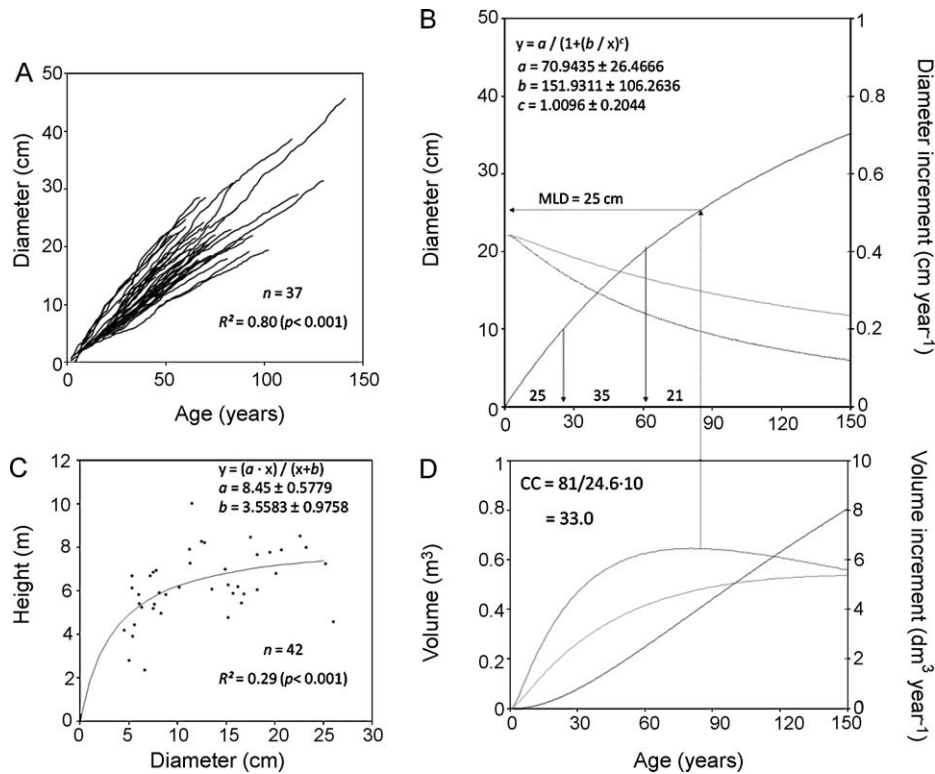 A
Diameter (cm)
50
40
30
20
10
0
n = 37
R² = 0.80 (p< 0.001)
0 50 100 150
Age (years)
B
Diameter (cm)
50
40
30
20
10
0
y = a / (1+(b / x)ᶜ)
a = 70.9435 ± 26.4666
b = 151.9311 ± 106.2636
c = 1.0096 ± 0.2044
MLD = 25 cm
25 35 21
0 30 60 90 120 150
1
0.8
0.6
0.4
0.2
0
Diameter increment (cm year⁻¹)
C
Height (m)
12
10
8
6
4
2
0
y = (a · x) / (x+b)
a = 8.45 ± 0.5779
b = 3.5583 ± 0.9758
n = 42
R² = 0.29 (p< 0.001)
0 5 10 15 20 25 30
Diameter (cm)
D
Volume (m³)
1
0.8
0.6
0.4
0.2
0
CC = 81/24.6·10
= 33.0
0 30 60 90 120 150
Age (years)
10
8
6
4
2
0
Volume increment (dm³ year⁻¹)